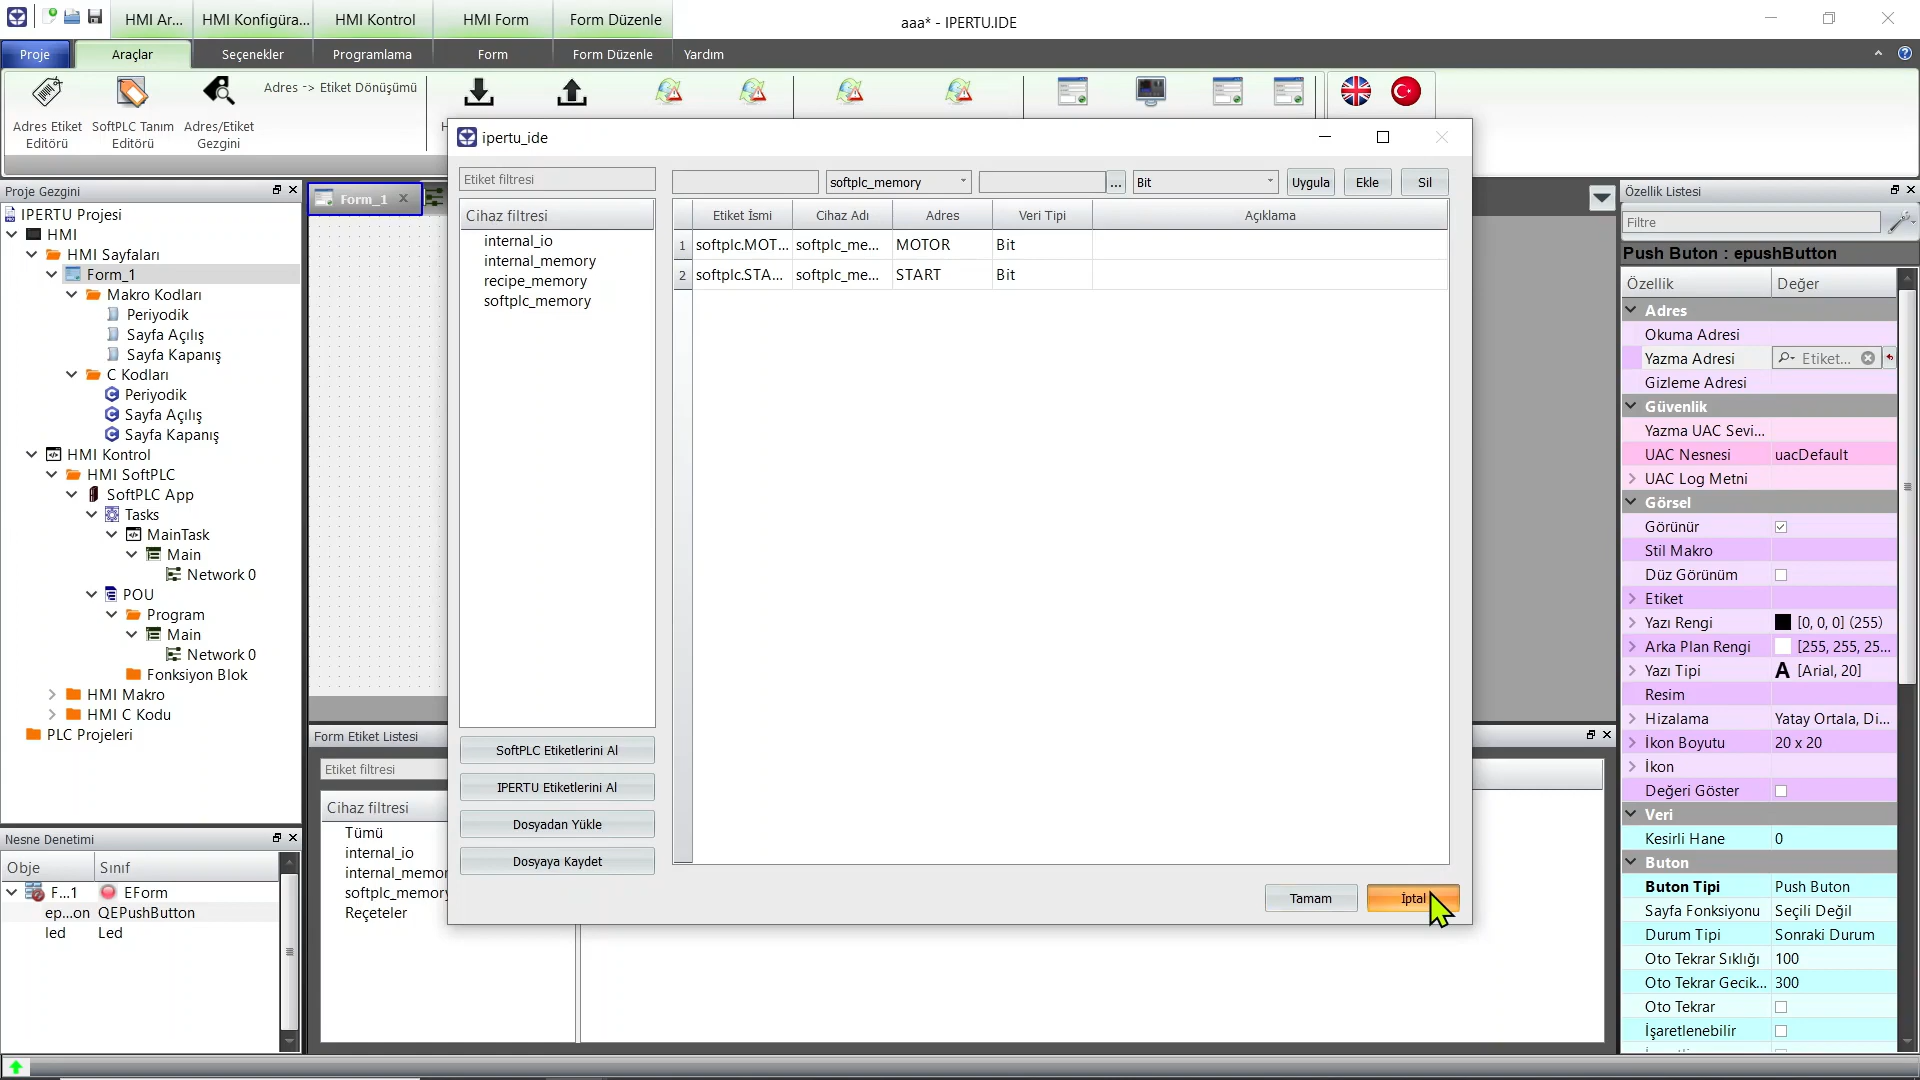 HMI Ar... HMI Konfigüra... HMI Kontrol HMI Form Form Düzenle
aaa* - IPERTU.IDE
Proje Araçlar Seçenekler Programlama Form Form Düzenle Yardım
Adres Etiket Editörü
SoftPLC Tanım Editörü
Adres/Etiket Gezgini
Adres -> Etiket Dönüşümü
Proje Gezgini
IPERTU Projesi
HMI
HMI Sayfaları
Form_1
Makro Kodları
Periyodik
Sayfa Açılış
Sayfa Kapanış
C Kodları
Periyodik
Sayfa Açılış
Sayfa Kapanış
HMI Kontrol
HMI SoftPLC
SoftPLC App
Tasks
MainTask
Main
Network 0
POU
Program
Main
Network 0
Fonksiyon Blok
HMI Makro
HMI C Kodu
PLC Projeleri
Nesne Denetimi
Obje Sınıf
F...1 EForm
ep...on QEPushButton
led Led
Form_1
ipertu_ide
Etiket filtresi
Cihaz filtresi
internal_io
internal_memory
recipe_memory
softplc_memory
SoftPLC Etiketlerini Al
IPERTU Etiketlerini Al
Dosyadan Yükle
Dosyaya Kaydet
softplc_memory ... Bit Uygula Ekle Sil
Etiket İsmi Cihaz Adı Adres Veri Tipi Açıklama
1 softplc.MOT... softplc_me... MOTOR Bit
2 softplc.STA... softplc_me... START Bit
Tamam İptal
Form Etiket Listesi
Etiket filtresi
Cihaz filtresi
Tümü
internal_io
internal_memor
softplc_memory
Reçeteler
Özellik Listesi
Filtre
Push Buton : epushButton
Özellik Değer
Adres
Okuma Adresi
Yazma Adresi Etiket...
Gizleme Adresi
Güvenlik
Yazma UAC Sevi...
UAC Nesnesi uacDefault
UAC Log Metni
Görsel
Görünür
Stil Makro
Düz Görünüm
Etiket
Yazı Rengi [0, 0, 0] (255)
Arka Plan Rengi [255, 255, 25...
Yazı Tipi A [Arial, 20]
Resim
Hizalama Yatay Ortala, Di...
İkon Boyutu 20 x 20
İkon
Değeri Göster
Veri
Kesirli Hane 0
Buton
Buton Tipi Push Buton
Sayfa Fonksiyonu Seçili Değil
Durum Tipi Sonraki Durum
Oto Tekrar Sıklığı 100
Oto Tekrar Gecik... 300
Oto Tekrar
İşaretlenebilir